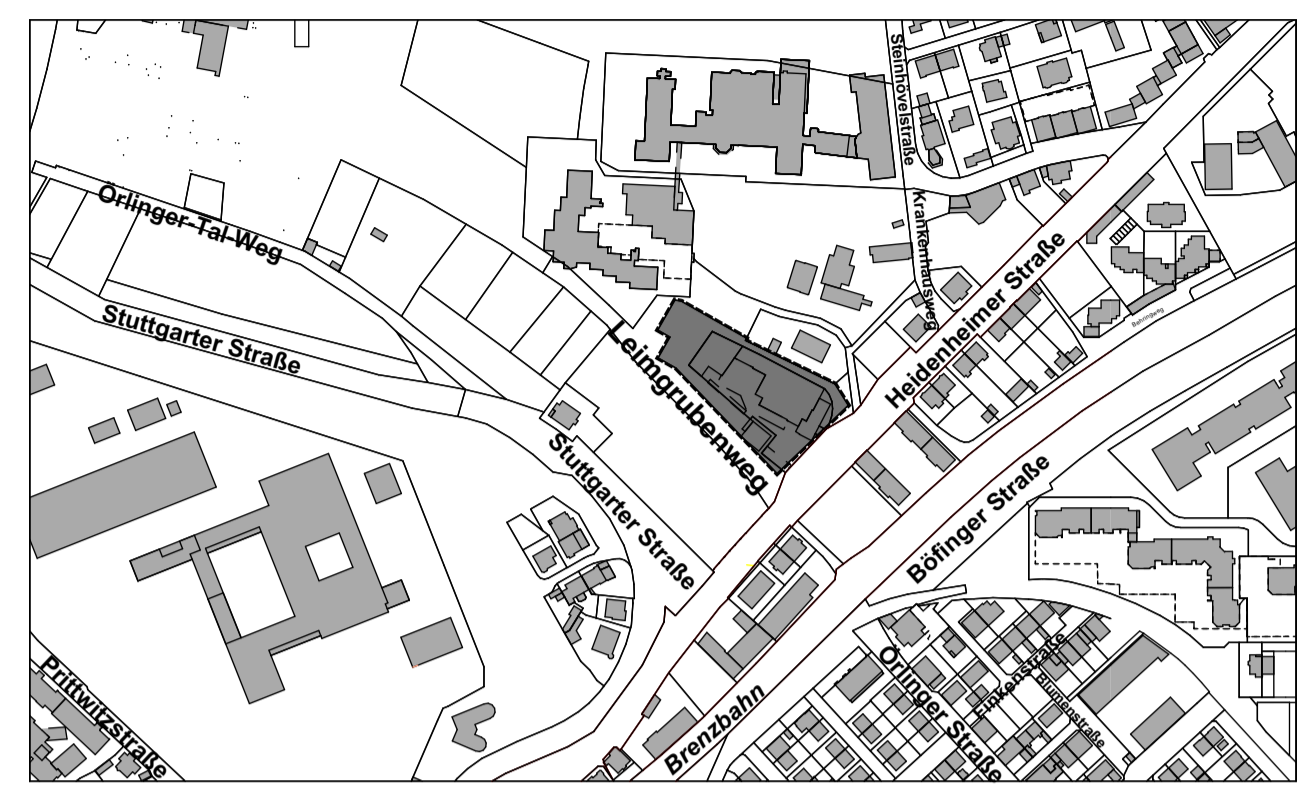 Steinhövelstraße
Örlinger-Tal-Weg
Krankenhausweg
Stuttgarter Straße
Heidenheimer Straße
Behringweg
Leimgrubenweg
Stuttgarter Straße
Böfinger Straße
Prittwitzstraße
Finkenstraße
Örlinger Straße
Blumenstraße
Brenzbahn